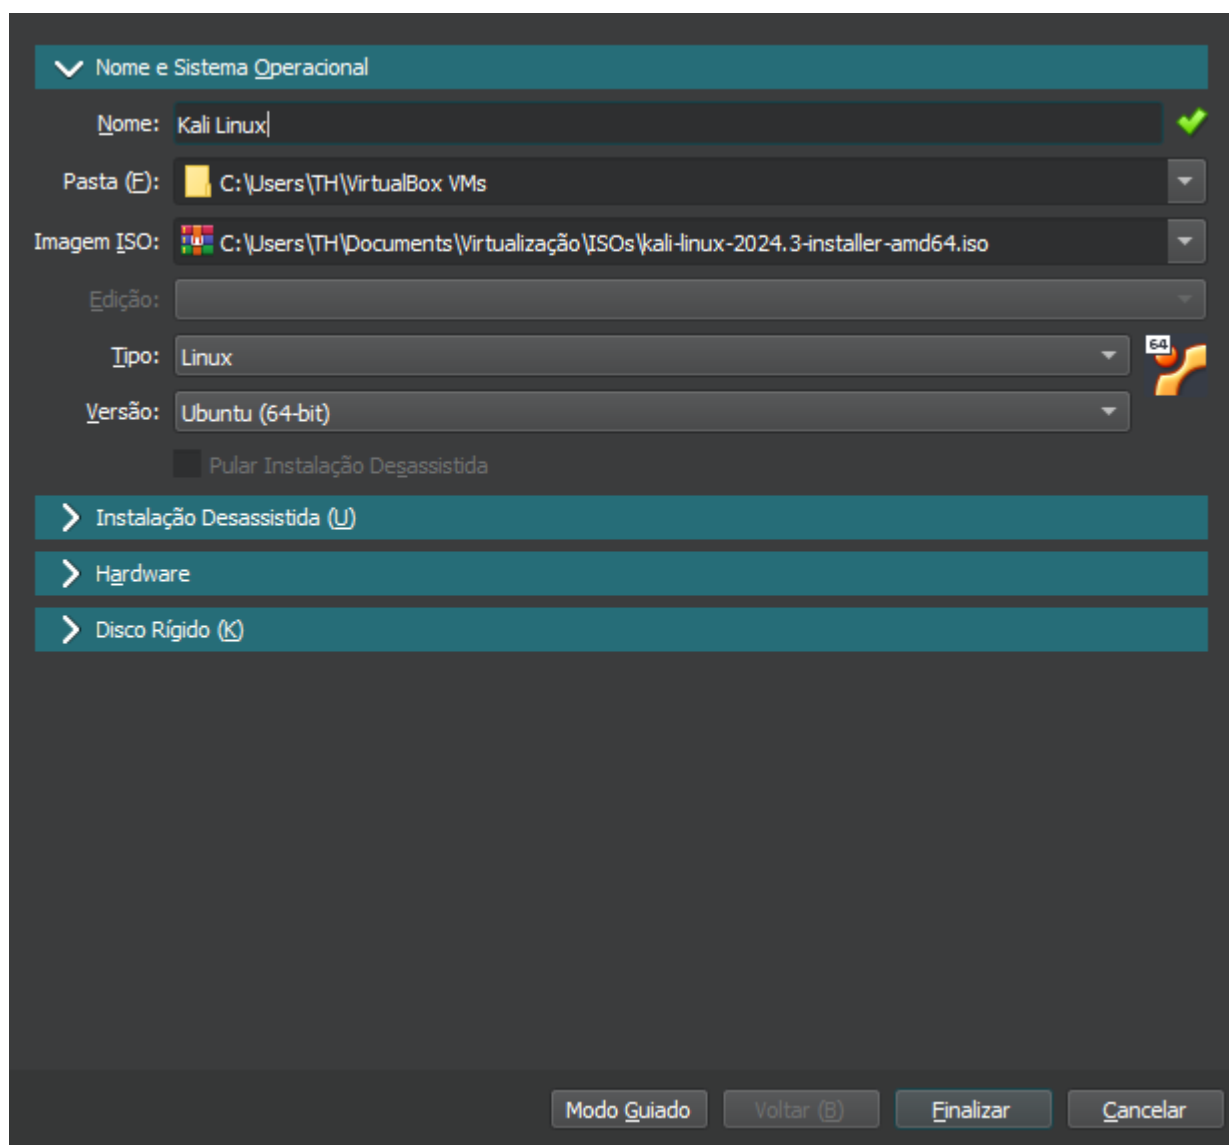 Nome e Sistema Operacional
Nome: Kali Linux
Pasta (F): C:\Users\TH\VirtualBox VMs
Imagem ISO: C:\Users\TH\Documents\Virtualização\ISOs\kali-linux-2024.3-installer-amd64.iso
Edição:
Tipo: Linux
64
Versão: Ubuntu (64-bit)
Pular Instalação Desassistida
Instalação Desassistida (U)
Hardware
Disco Rígido (K)
Modo Guiado Voltar (B) Finalizar Cancelar